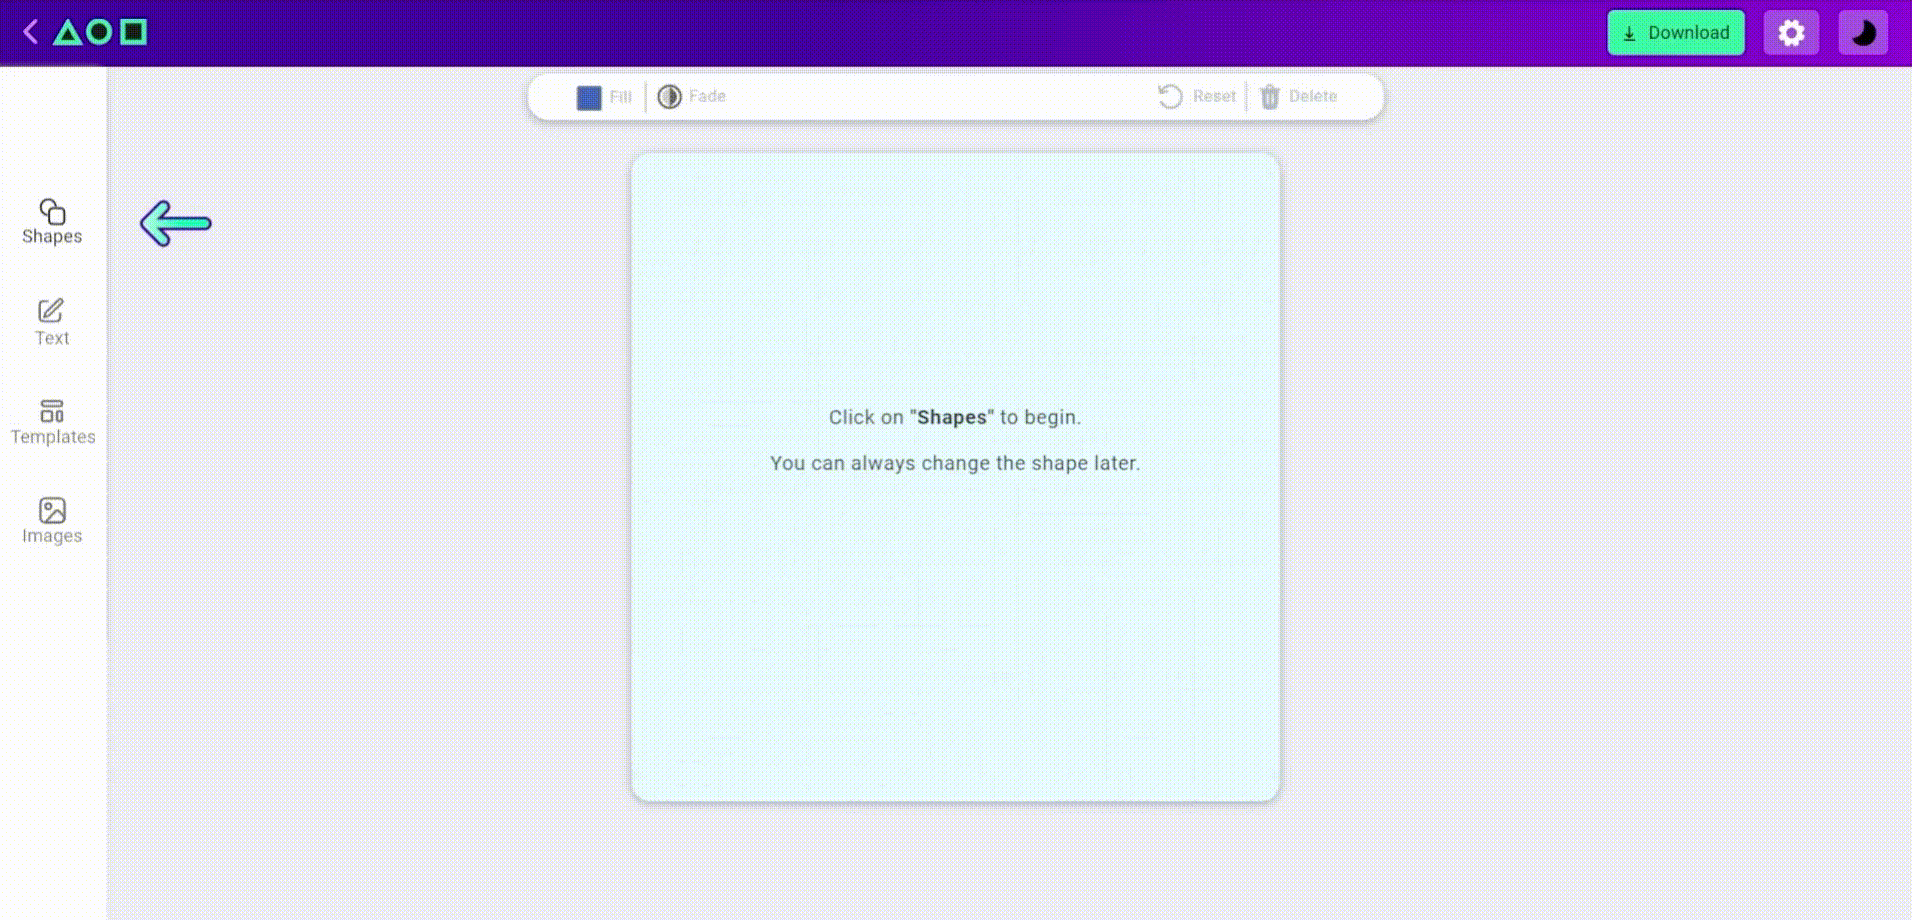 Download
Fill
Fade
Reset
Delete
Shapes
Text
Templates
Images
Click on "Shapes" to begin.
You can always change the shape later.